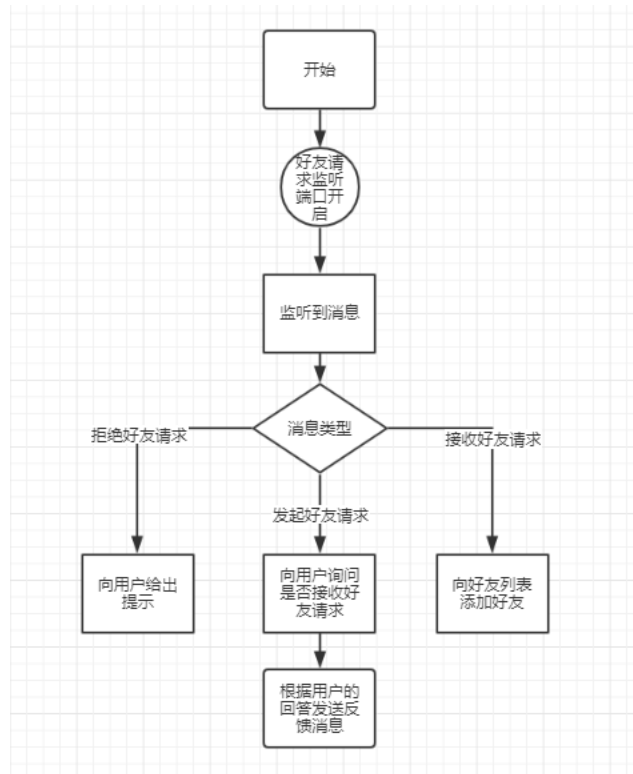 开始
好友请
求监听
端口开
启
监听到消息
消息类型
拒绝好友请求
接收好友请求
发起好友请求
向用户给出
提示
向用户询问
是否接收好
友请求
向好友列表
添加好友
根据用户的
回答发送反
馈消息